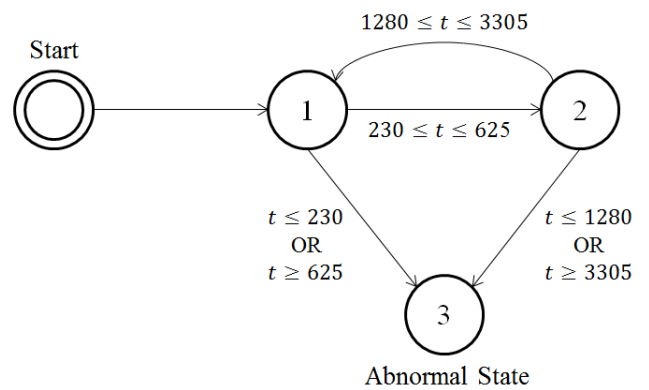 1280 ≤ t ≤ 3305
Start
1
2
230 ≤ t ≤ 625
t ≤ 230
OR
t ≥ 625
t ≤ 1280
OR
t ≥ 3305
3
Abnormal State